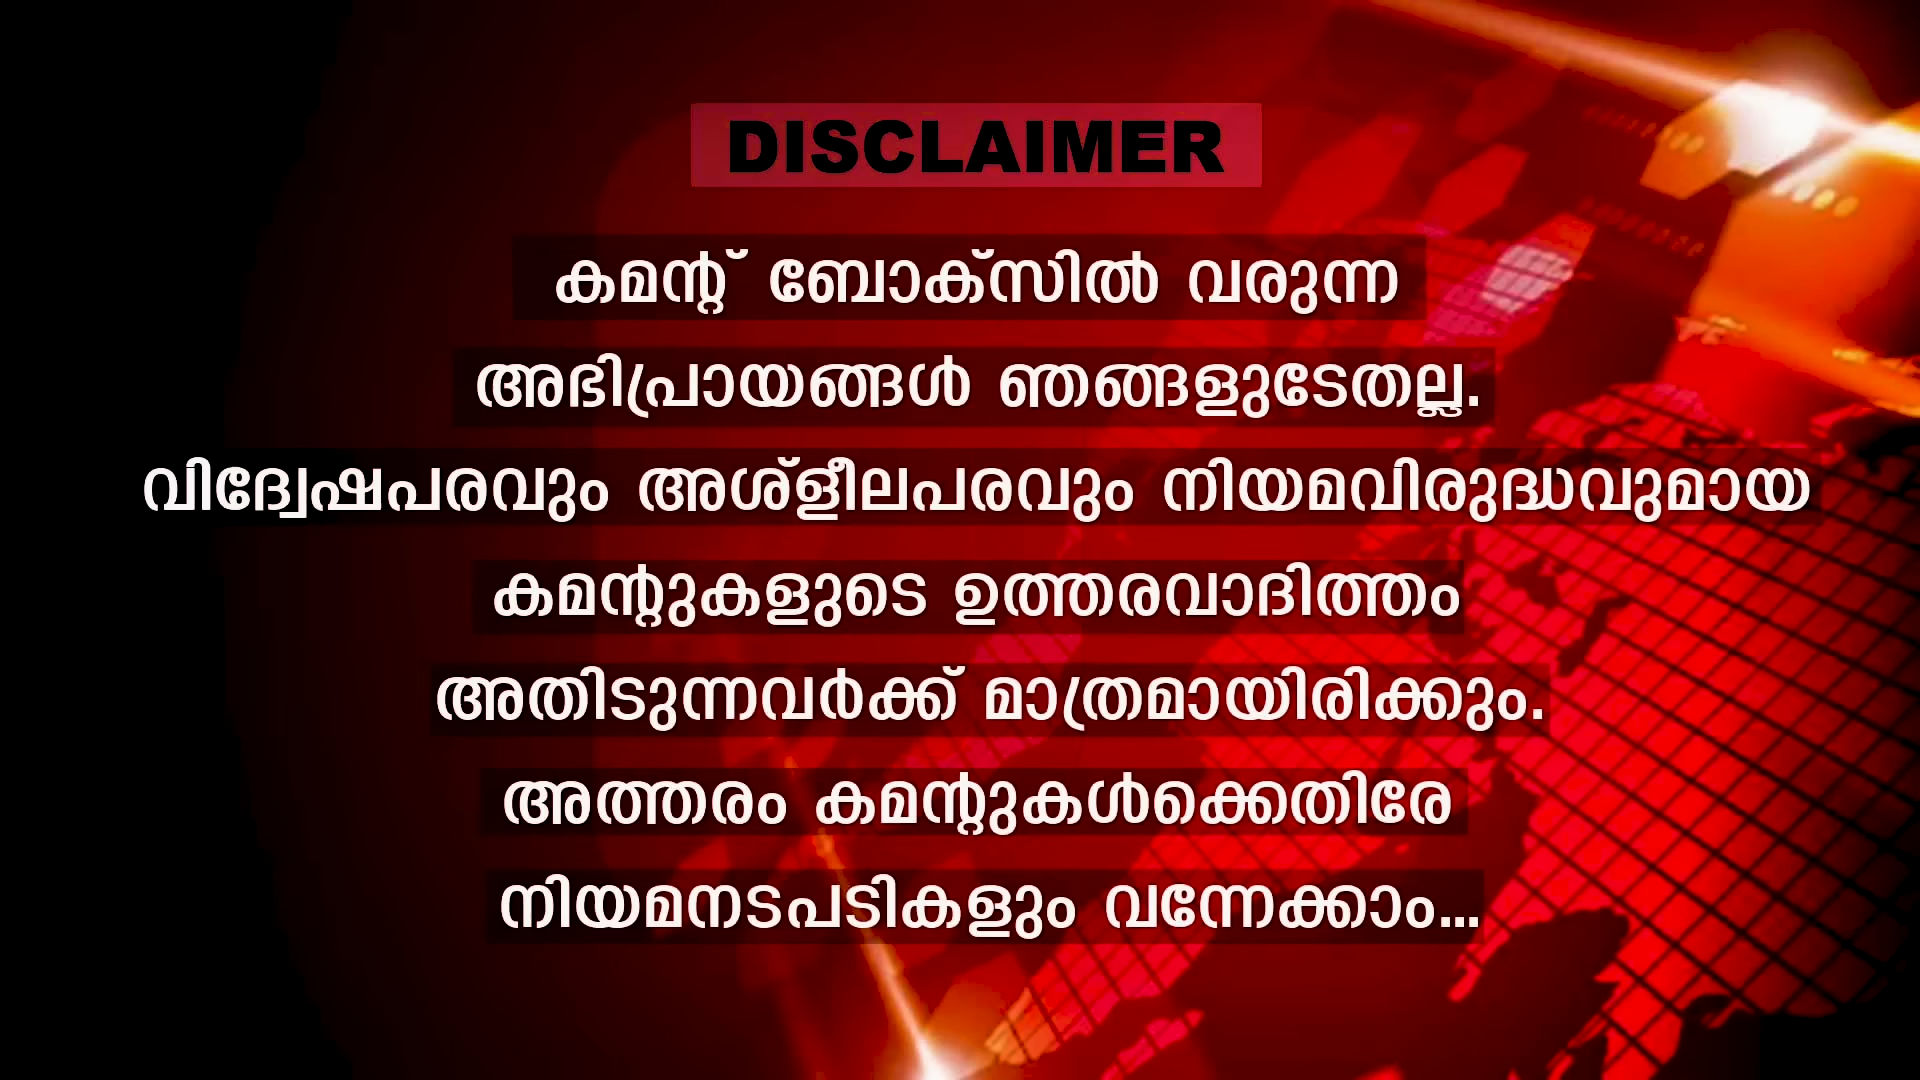 DISCLAIMER
കമന്റ് ബോക്സിൽ വരുന്ന
അഭിപ്രായങ്ങൾ ഞങ്ങളുടേതല്ല.
വിദ്വേഷപരവും അശ്ളീലപരവും നിയമവിരുദ്ധവുമായ
കമന്റുകളുടെ ഉത്തരവാദിത്തം
അതിടുന്നവർക്ക് മാത്രമായിരിക്കും.
അത്തരം കമന്റുകൾക്കെതിരേ
നിയമനടപടികളും വന്നേക്കാം...